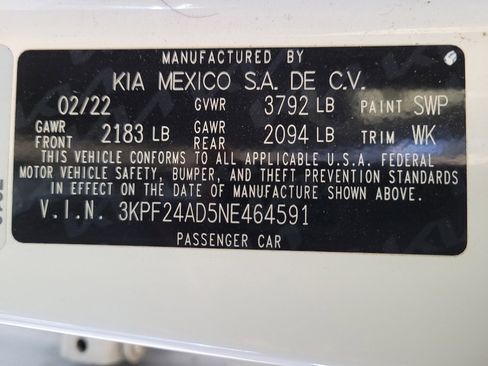 MANUFACTURED BY
KIA MEXICO S.A. DE C.V.
02/22 GVWR 3792 LB PAINT SWP
GAWR FRONT 2183 LB GAWR REAR 2094 LB TRIM WK
THIS VEHICLE CONFORMS TO ALL APPLICABLE U.S.A. FEDERAL
MOTOR VEHICLE SAFETY, BUMPER, AND THEFT PREVENTION STANDARDS
IN EFFECT ON THE DATE OF MANUFACTURE SHOWN ABOVE.
V.I.N. 3KPF24AD5NE464591
PASSENGER CAR